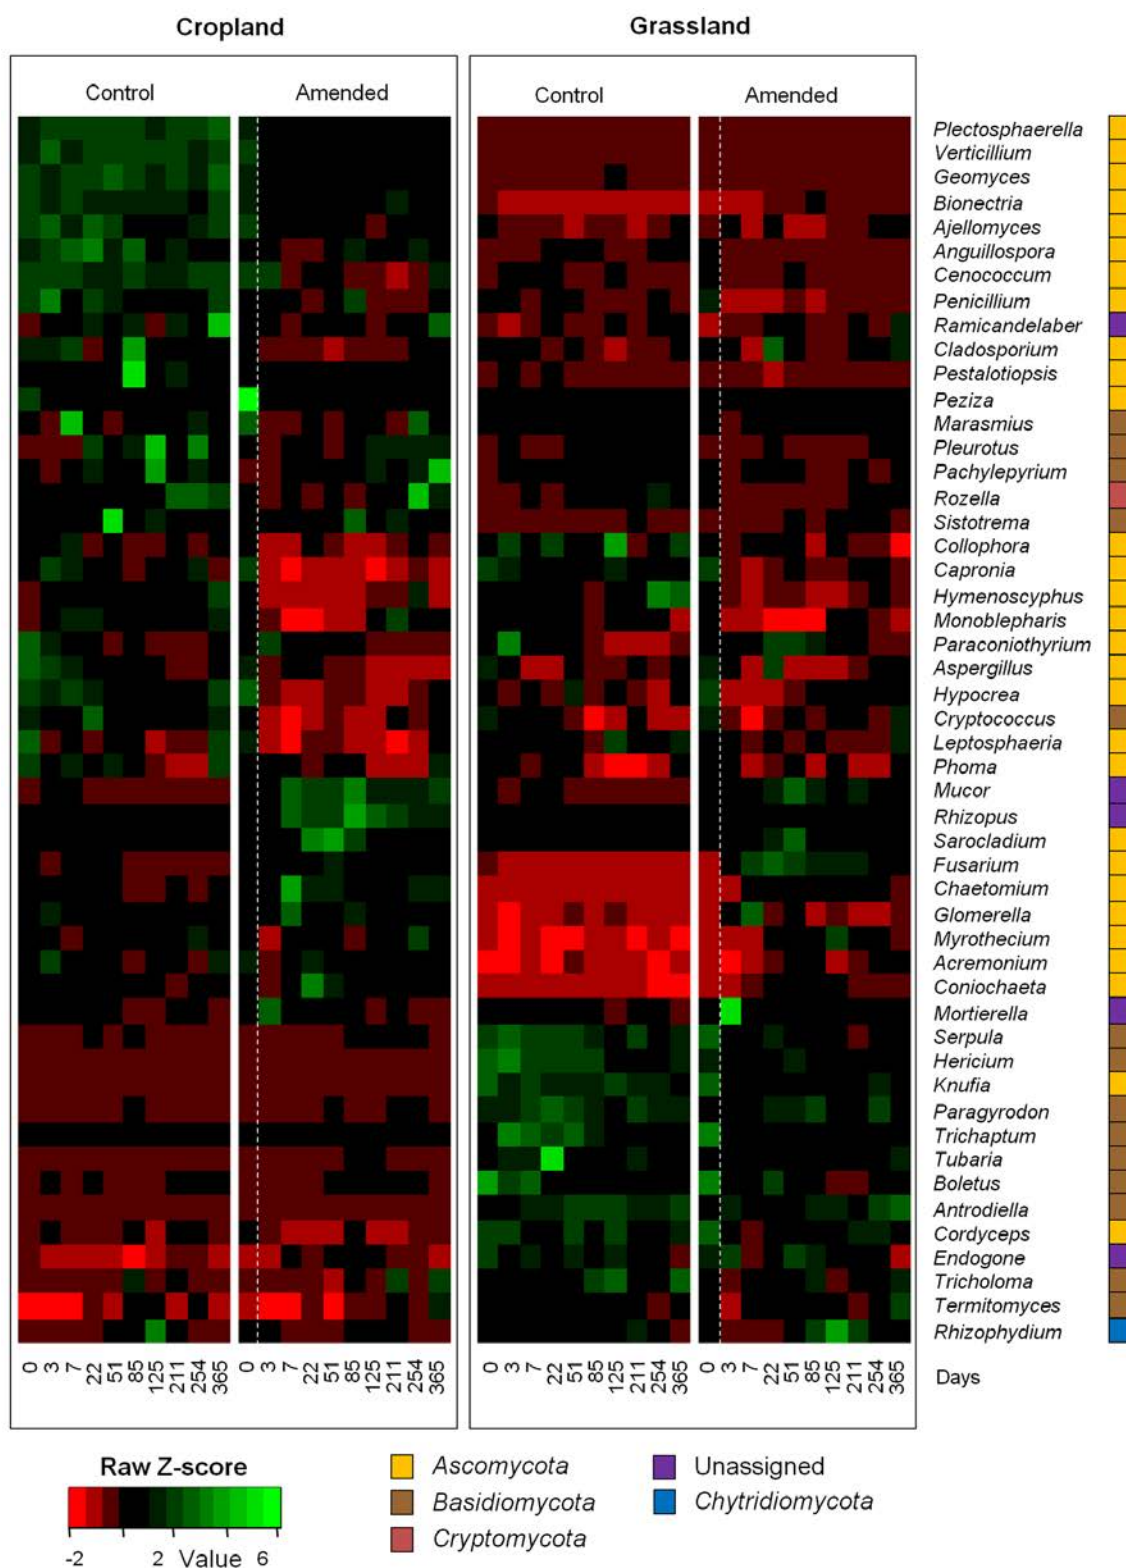 Cropland Grassland
Control Amended Control Amended
Plectosphaerella
Verticillium
Geomyces
Bionectria
Ajellomyces
Anguillospora
Cenococcum
Penicillium
Ramicandelaber
Cladosporium
Pestalotiopsis
Peziza
Marasmius
Pleurotus
Pachylepyrium
Rozella
Sistotrema
Collophora
Capronia
Hymenoscyphus
Monoblepharis
Paraconiothyrium
Aspergillus
Hypocrea
Cryptococcus
Leptosphaeria
Phoma
Mucor
Rhizopus
Sarocladium
Fusarium
Chaetomium
Glomerella
Myrothecium
Acremonium
Coniochaeta
Mortierella
Serpula
Hericium
Knufia
Paragyrodon
Trichaptum
Tubaria
Boletus
Antrodiella
Cordyceps
Endogone
Tricholoma
Termitomyces
Rhizophydium
0 3 7 22 51 85 125 211 254 365 0 3 7 22 51 85 125 211 254 365 0 3 7 22 51 85 125 211 254 365 0 3 7 22 51 85 125 211 254 365 Days
Raw Z-score
-2 2 Value 6
Ascomycota Unassigned
Basidiomycota Chytridiomycota
Cryptomycota